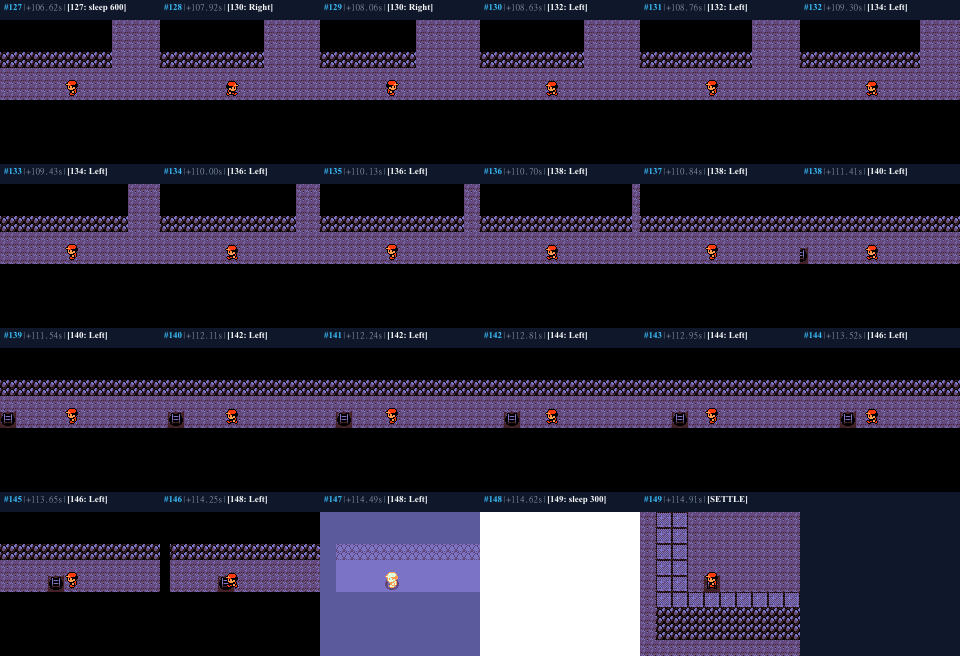 #127|+106.62s|[127: sleep 600]
#128|+107.92s|[130: Right]
#129|+108.06s|[130: Right]
#130|+108.63s|[132: Left]
#131|+108.76s|[132: Left]
#132|+109.30s|[134: Left]
#133|+109.43s|[134: Left]
#134|+110.00s|[136: Left]
#135|+110.13s|[136: Left]
#136|+110.70s|[138: Left]
#137|+110.84s|[138: Left]
#138|+111.41s|[140: Left]
#139|+111.54s|[140: Left]
#140|+112.11s|[142: Left]
#141|+112.24s|[142: Left]
#142|+112.81s|[144: Left]
#143|+112.95s|[144: Left]
#144|+113.52s|[146: Left]
#145|+113.65s|[146: Left]
#146|+114.25s|[148: Left]
#147|+114.49s|[148: Left]
#148|+114.62s|[149: sleep 300]
#149|+114.91s|[SETTLE]